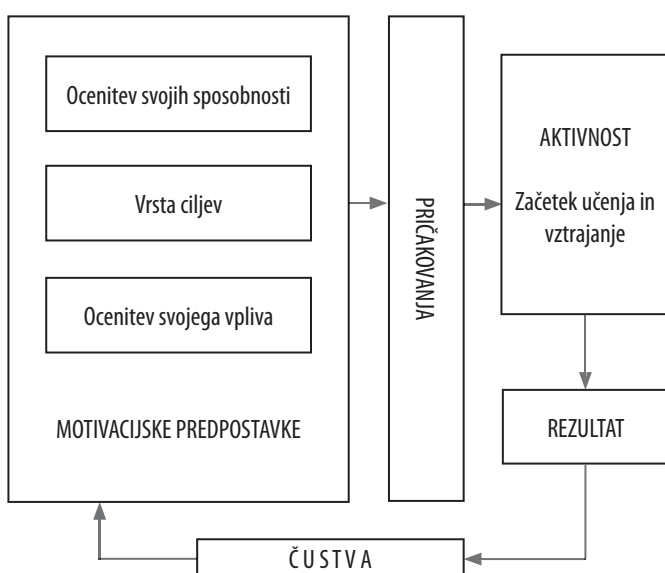 Ocenitev svojih sposobnosti
Vrsta ciljev
Ocenitev svojega vpliva
MOTIVACIJSKE PREDPOSTAVKE
PRIČAKOVANJA
AKTIVNOST
Začetek učenja in
vztrajanje
REZULTAT
ČUSTVA